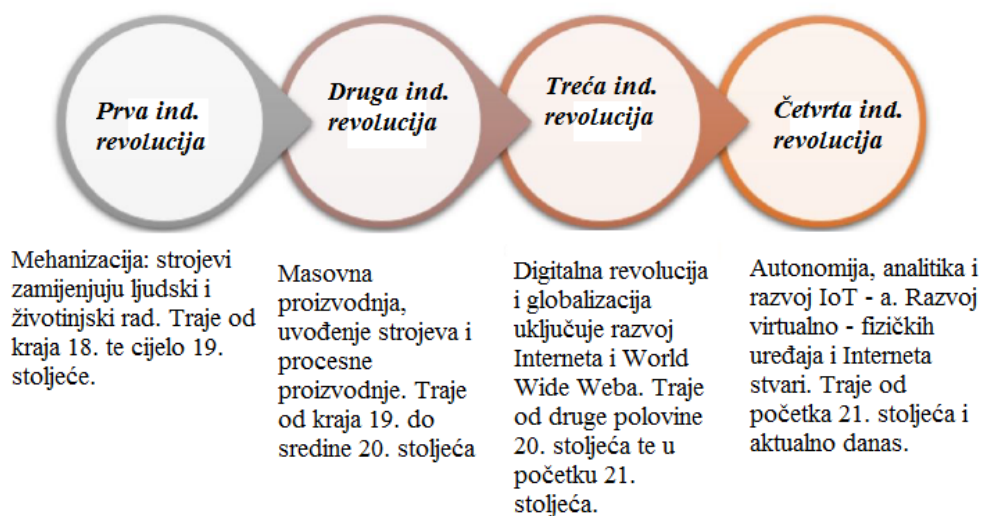 Prva ind.
revolucija
Druga ind.
revolucija
Treća ind.
revolucija
Četvrta ind.
revolucija
Mehanizacija: strojevi
zamijenjuju ljudski i
životinjski rad. Traje od
kraja 18. te cijelo 19.
stoljeće.
Masovna
proizvodnja,
uvođenje strojeva i
procesne
proizvodnje. Traje
od kraja 19. do
sredine 20. stoljeća
Digitalna revolucija
i globalizacija
uključuje razvoj
Interneta i World
Wide Weba. Traje
od druge polovine
20. stoljeća te u
početku 21.
stoljeća.
Autonomija, analitika i
razvoj IoT - a. Razvoj
virtualno - fizičkih
uređaja i Interneta
stvari. Traje od
početka 21. stoljeća i
aktualno danas.